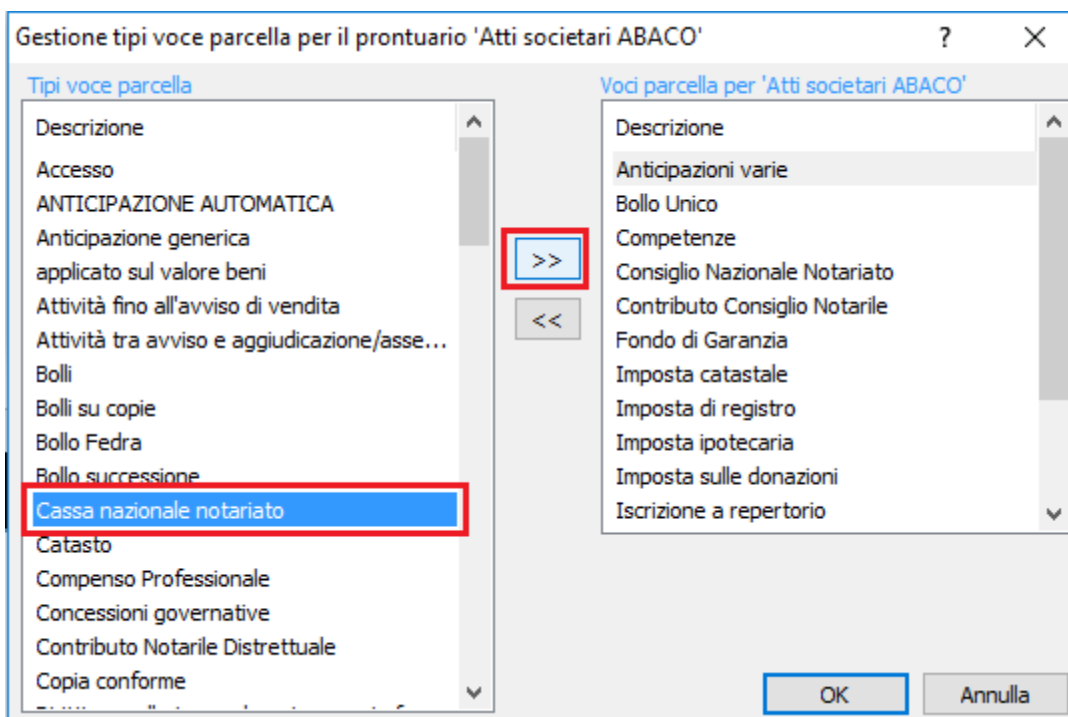 Gestione tipi voce parcella per il prontuario 'Atti societari ABACO' ? ×
Tipi voce parcella
Descrizione
Accesso
ANTICIPAZIONE AUTOMATICA
Anticipazione generica
applicato sul valore beni
Attività fino all'avviso di vendita
Attività tra avviso e aggiudicazione/asse...
Bolli
Bolli su copie
Bollo Fedra
Bollo successione
Cassa nazionale notariato
Catasto
Compenso Professionale
Concessioni governative
Contributo Notarile Distrettuale
Copia conforme
>>
<<
Voci parcella per 'Atti societari ABACO'
Descrizione
Anticipazioni varie
Bollo Unico
Competenze
Consiglio Nazionale Notariato
Contributo Consiglio Notarile
Fondo di Garanzia
Imposta catastale
Imposta di registro
Imposta ipotecaria
Imposta sulle donazioni
Iscrizione a repertorio
OK
Annulla